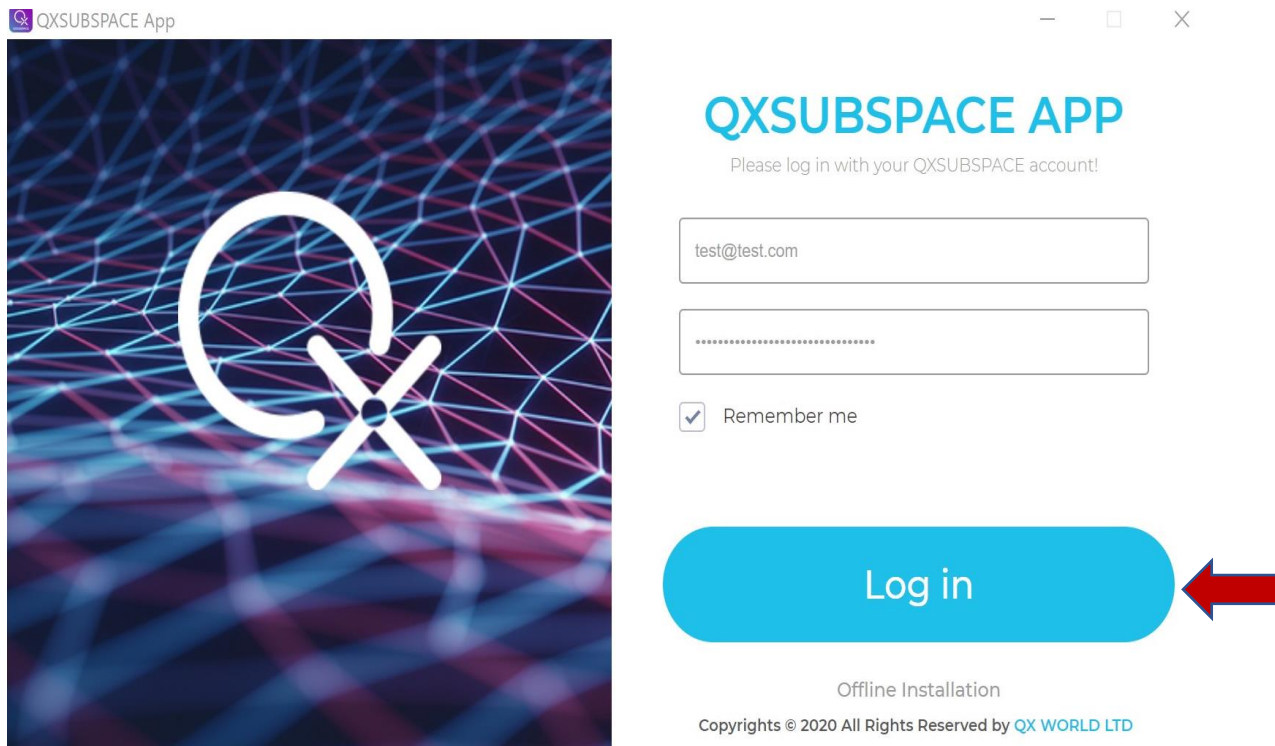 QXSUBSPACE App
QXSUBSPACE APP
Please log in with your QXSUBSPACE account!
test@test.com
Remember me
Log in
Offline Installation
Copyrights © 2020 All Rights Reserved by QX WORLD LTD